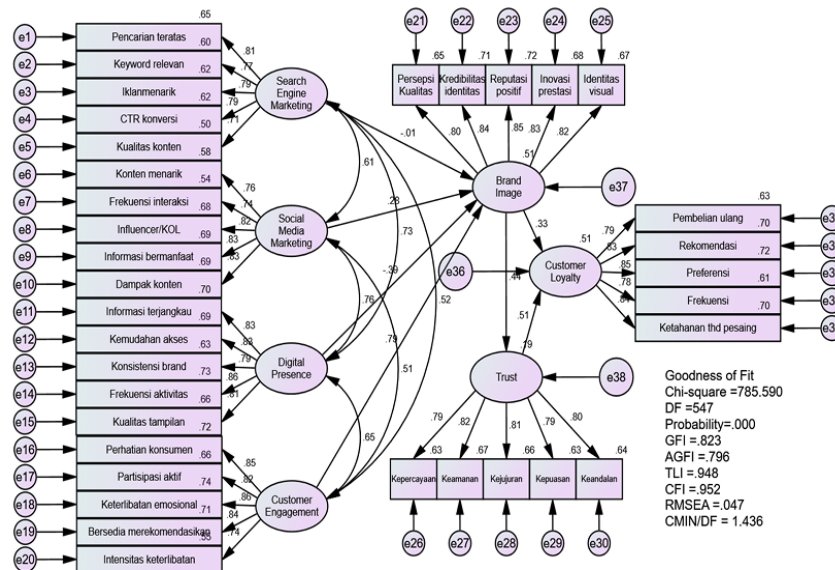 .65
e1
Pencarian teratas
.60
e2
Keyword relevan
.62
e3
Iklanmenarik
.62
e4
CTR konversi
.50
e5
Kualitas konten
.58
e6
Konten menarik
.54
e7
Frekuensi interaksi
.68
e8
Influencer/KOL
.69
e9
Informasi bermanfaat
.69
e10
Dampak konten
.70
e11
Informasi terjangkau
.69
e12
Kemudahan akses
.63
e13
Konsistensi brand
.73
e14
Frekuensi aktivitas
.66
e15
Kualitas tampilan
.72
e16
Perhatian konsumen
.66
e17
Partisipasi aktif
.74
e18
Keterlibatan emosional
.71
e19
Bersedia merekomendasikan
e20
Intensitas keterlibatan
.81
.77
.79
.79
.71
Search
Engine
Marketing
.76
.74
.82
.83
.83
Social
Media
Marketing
.83
.83
.79
.86
.81
Digital
Presence
.85
.82
.86
.84
.74
Customer
Engagement
.61
.73
.52
.76
.51
.65
-.01
.28
-.39
.79
e21
e22
e23
e24
e25
.65
.71
.72
.68
.67
Persepsi
Kualitas
Kredibilitas
identitas
Reputasi
positif
Inovasi
prestasi
Identitas
visual
.80
.84
.85
.83
.82
.51
Brand
Image
e37
.33
.44
e36
.51
Customer
Loyalty
.51
.79
.83
.85
.78
.63
Pembelian ulang
.70
Rekomendasi
.72
Preferensi
.61
Frekuensi
.70
Ketahanan thd pesaing
Trust
e38
.79
.82
.81
.79
.80
.63
.67
.66
.63
.64
Kepercayaan
Keamanan
Kejujuran
Kepuasan
Keandalan
e26
e27
e28
e29
e30
Goodness of Fit
Chi-square =785.590
DF =547
Probability=.000
GFI =.823
AGFI =.796
TLI =.948
CFI =.952
RMSEA =.047
CMIN/DF = 1.436